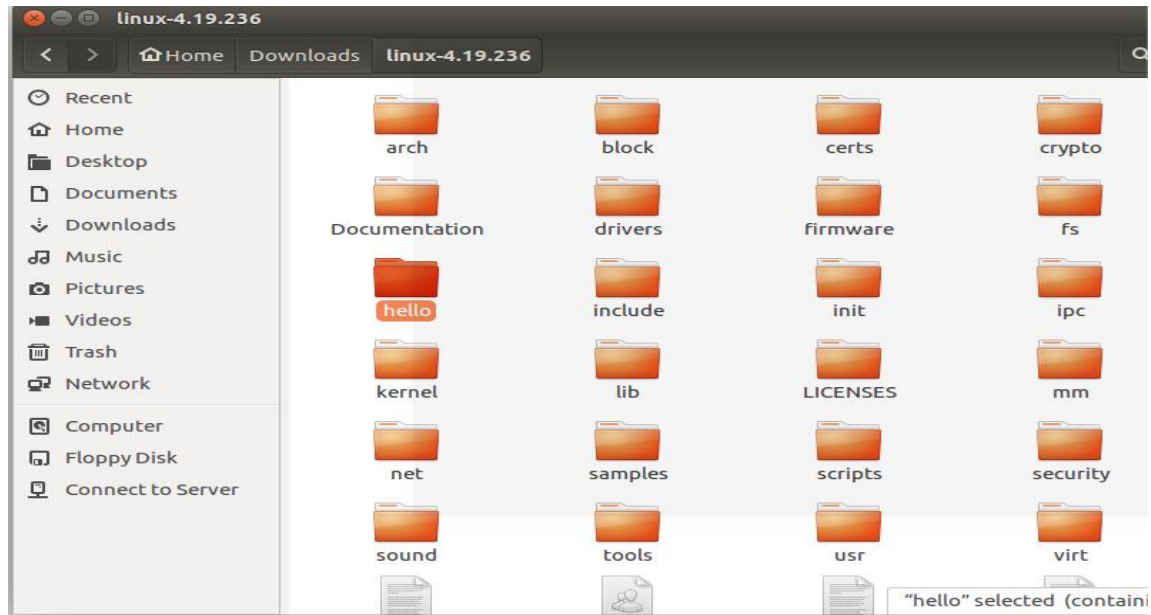 linux-4.19.236
Home Downloads linux-4.19.236
Recent
Home
Desktop
Documents
Downloads
Music
Pictures
Videos
Trash
Network
Computer
Floppy Disk
Connect to Server
arch block certs crypto
Documentation drivers firmware fs
hello include init ipc
kernel lib LICENSES mm
net samples scripts security
sound tools usr virt
"hello" selected (containi